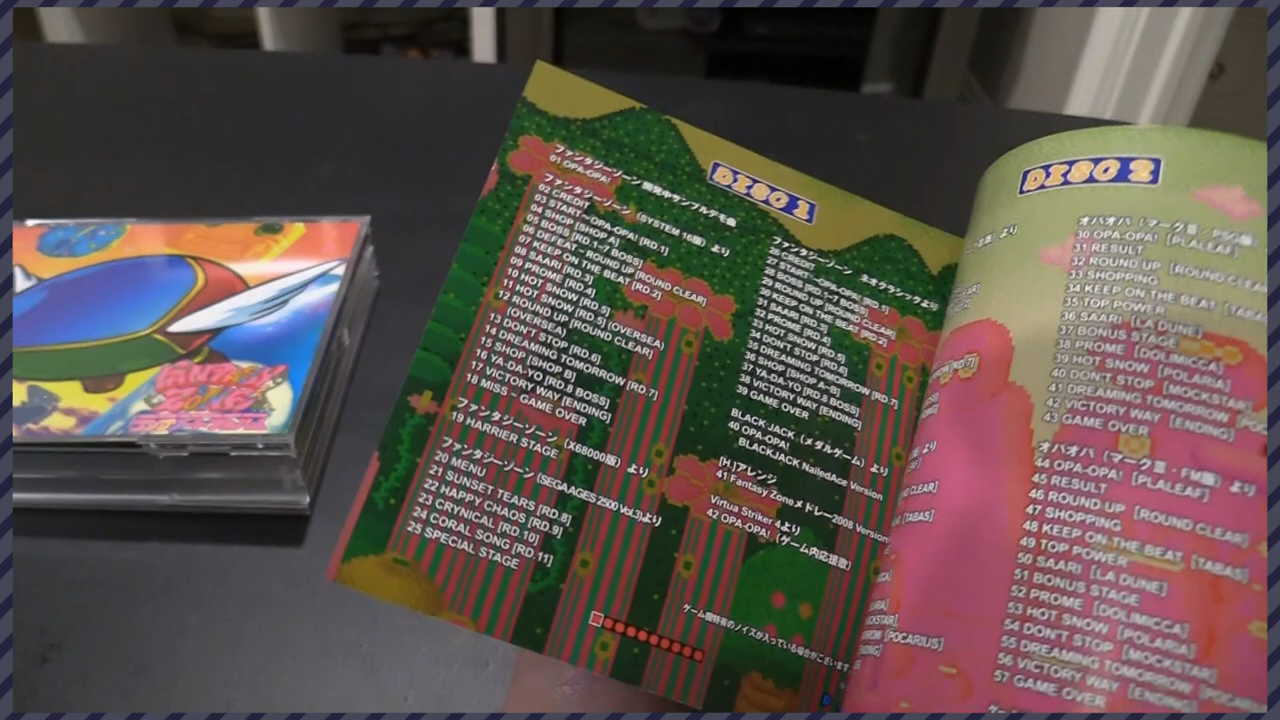 DISC 1
ファンタジーゾーン 開発中サンプルデモ曲
01 OPA-OPA!
ファンタジーゾーン (SYSTEM 16版) より
02 CREDIT
03 START~OPA-OPA! [RD.1]
04 SHOP [SHOP A]
05 BOSS [RD.1~7 BOSS]
06 DEFEAT~ROUND UP [ROUND CLEAR]
07 KEEP ON THE BEAT [RD.2]
08 SAARI [RD.3]
09 PROME [RD.4]
10 HOT SNOW [RD.5]
11 HOT SNOW [RD.5] (OVERSEA)
12 ROUND UP [ROUND CLEAR]
(OVERSEA)
13 DON'T STOP [RD.6]
14 DREAMING TOMORROW [RD.7]
15 SHOP [SHOP B]
16 YA-DA-YO [RD.8 BOSS]
17 VICTORY WAY [ENDING]
18 MISS~GAME OVER
ファンタジーゾーン (X68000版) より
19 HARRIER STAGE
ファンタジーゾーン (SEGA AGES 2500 Vol.3)より
20 MENU
21 SUNSET TEARS [RD.8]
22 HAPPY CHAOS [RD.9]
23 CRYNICAL [RD.10]
24 CORAL SONG [RD.11]
25 SPECIAL STAGE
ファンタジーゾーン ネオクラシックより
26 CREDIT
27 START~OPA-OPA! [RD.1]
28 BOSS [RD.1~7 BOSS]
29 ROUND UP [ROUND CLEAR]
30 KEEP ON THE BEAT [RD.2]
31 SAARI [RD.3]
32 PROME [RD.4]
33 HOT SNOW [RD.5]
34 DON'T STOP [RD.6]
35 DREAMING TOMORROW [RD.7]
36 SHOP [SHOP A~B]
37 YA-DA-YO [RD.8 BOSS]
38 VICTORY WAY [ENDING]
39 GAME OVER
BLACK JACK (メダルゲーム) より
40 OPA-OPA!
BLACKJACK NailedAce Version
[H.]アレンジ
41 Fantasy Zoneメドレー2008 Version
Virtua Striker 4より
42 OPA-OPA! (ゲーム内応援歌)
ゲーム機特有のノイズが入っている場合がございます
DISC 2
オパオパ (マークⅢ・PSG版)
30 OPA-OPA! [PLALEAF]
31 RESULT
32 ROUND UP [ROUND CLEAR]
33 SHOPPING
34 KEEP ON THE BEAT [TABAS]
35 TOP POWER
36 SAARI [LA DUNE]
37 BONUS STAGE
38 PROME [DOLIMICCA]
39 HOT SNOW [POLARIA]
40 DON'T STOP [MOCKSTAR]
41 DREAMING TOMORROW [POC
42 VICTORY WAY [ENDING]
43 GAME OVER
オパオパ (マークⅢ・FM版) より
44 OPA-OPA! [PLALEAF]
45 RESULT
46 ROUND UP [ROUND CLEAR]
47 SHOPPING
48 KEEP ON THE BEAT [TABAS]
49 TOP POWER
50 SAARI [LA DUNE]
51 BONUS STAGE
52 PROME [DOLIMICCA]
53 HOT SNOW [POLARIA]
54 DON'T STOP [MOCKSTAR]
55 DREAMING TOMORROW [POCARI
56 VICTORY WAY [ENDING]
57 GAME OVER
FANTASY
ZONE